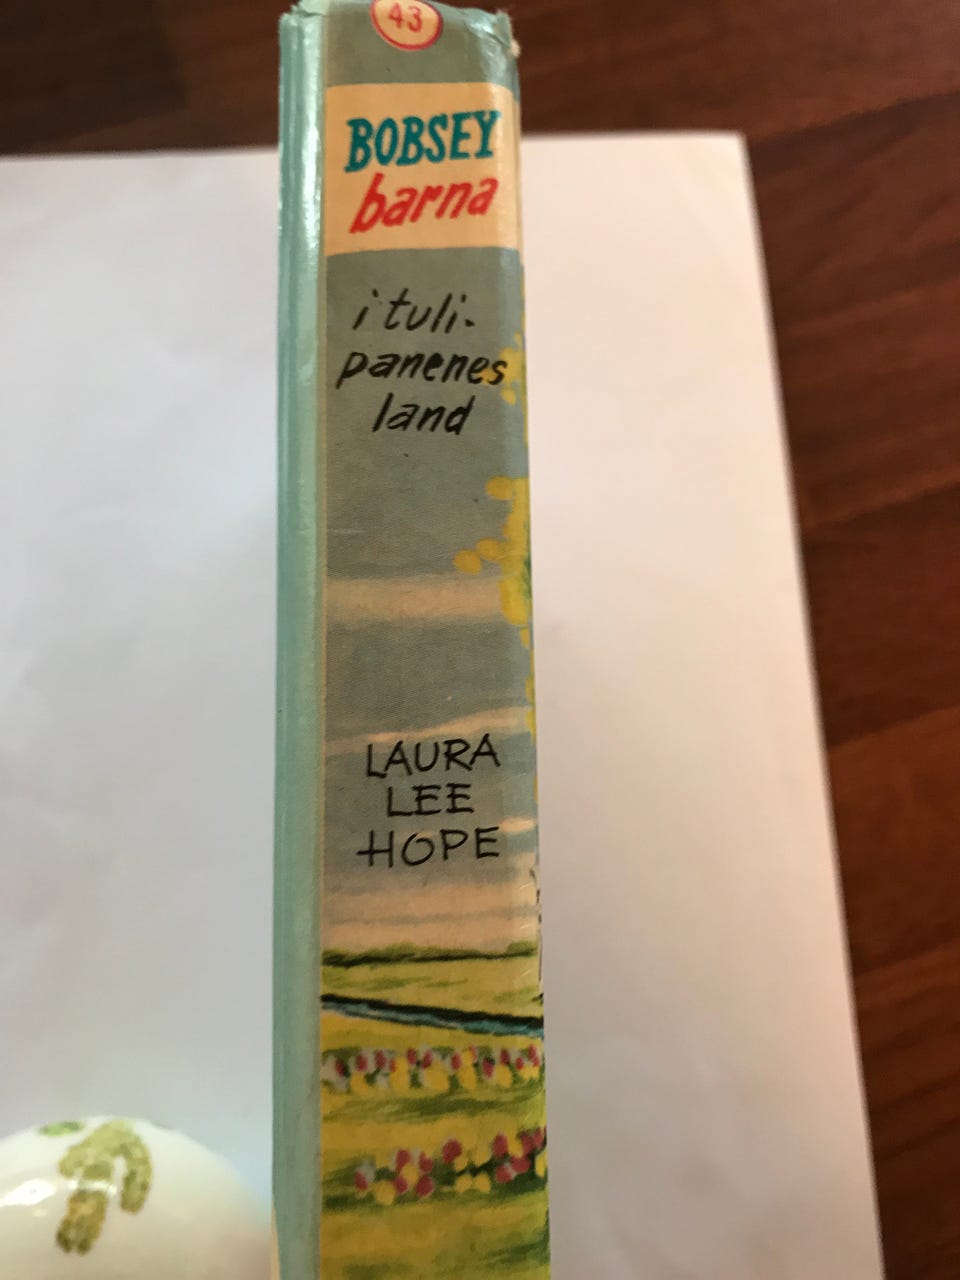 43
BOBSEY
barna
i tuli-
panenes
land
LAURA
LEE
HOPE